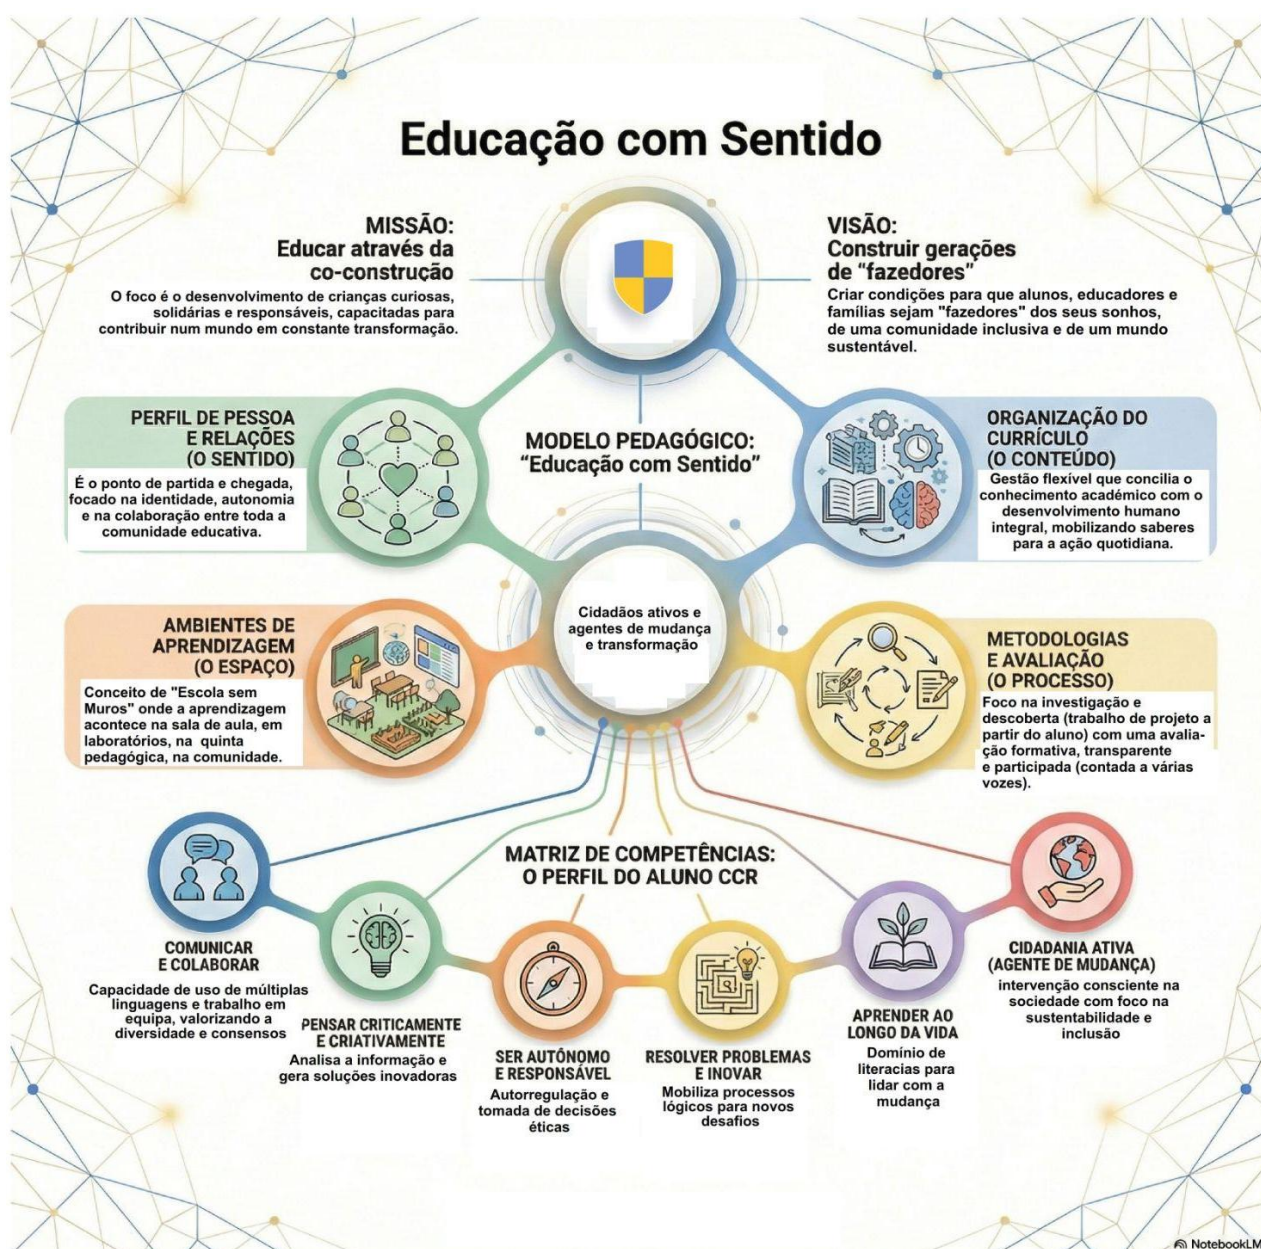 Educação com Sentido
MISSÃO:
Educar através da
co-construção
O foco é o desenvolvimento de crianças curiosas,
solidárias e responsáveis, capacitadas para
contribuir num mundo em constante transformação.
VISÃO:
Construir gerações
de “fazedores”
Criar condições para que alunos, educadores e
famílias sejam "fazedores" dos seus sonhos,
de uma comunidade inclusiva e de um mundo
sustentável.
PERFIL DE PESSOA
E RELAÇÕES
(O SENTIDO)
É o ponto de partida e chegada,
focado na identidade, autonomia
e na colaboração entre toda a
comunidade educativa.
MODELO PEDAGÓGICO:
“Educação com Sentido”
ORGANIZAÇÃO DO
CURRÍCULO
(O CONTEÚDO)
Gestão flexível que concilia o
conhecimento académico com o
desenvolvimento humano
integral, mobilizando saberes
para a ação quotidiana.
AMBIENTES DE
APRENDIZAGEM
(O ESPAÇO)
Conceito de "Escola sem
Muros" onde a aprendizagem
acontece na sala de aula, em
laboratórios, na quinta
pedagógica, na comunidade.
Cidadãos ativos e
agentes de mudança
e transformação
METODOLOGIAS
E AVALIAÇÃO
(O PROCESSO)
Foco na investigação e
descoberta (trabalho de projeto a
partir do aluno) com uma avalia-
ção formativa, transparente
e participada (contada a várias
vozes).
MATRIZ DE COMPETÊNCIAS:
O PERFIL DO ALUNO CCR
COMUNICAR
E COLABORAR
Capacidade de uso de múltiplas
linguagens e trabalho em
equipa, valorizando a
diversidade e consensos
PENSAR CRITICAMENTE
E CRIATIVAMENTE
Analisa a informação e
gera soluções inovadoras
SER AUTÔNOMO
E RESPONSÁVEL
Autorregulação e
tomada de decisões
éticas
RESOLVER PROBLEMAS
E INOVAR
Mobiliza processos
lógicos para novos
desafios
APRENDER AO
LONGO DA VIDA
Domínio de
literacias para
lidar com a
mudança
CIDADANIA ATIVA
(AGENTE DE MUDANÇA)
intervenção consciente na
sociedade com foco na
sustentabilidade e
inclusão
NotebookLM